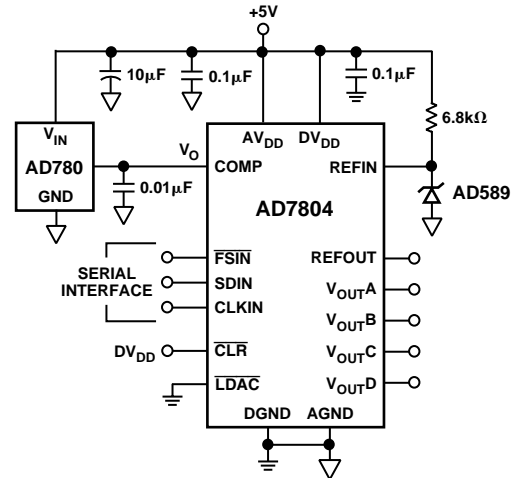 +5V
10µF
0.1µF
0.1µF
6.8kΩ
V_IN
AD780
GND
V_O
0.01µF
AV_DD
DV_DD
COMP
REFIN
AD7804
AD589
SERIAL
INTERFACE
FSIN
SDIN
CLKIN
DV_DD
CLR
LDAC
REFOUT
V_OUTA
V_OUTB
V_OUTC
V_OUTD
DGND
AGND